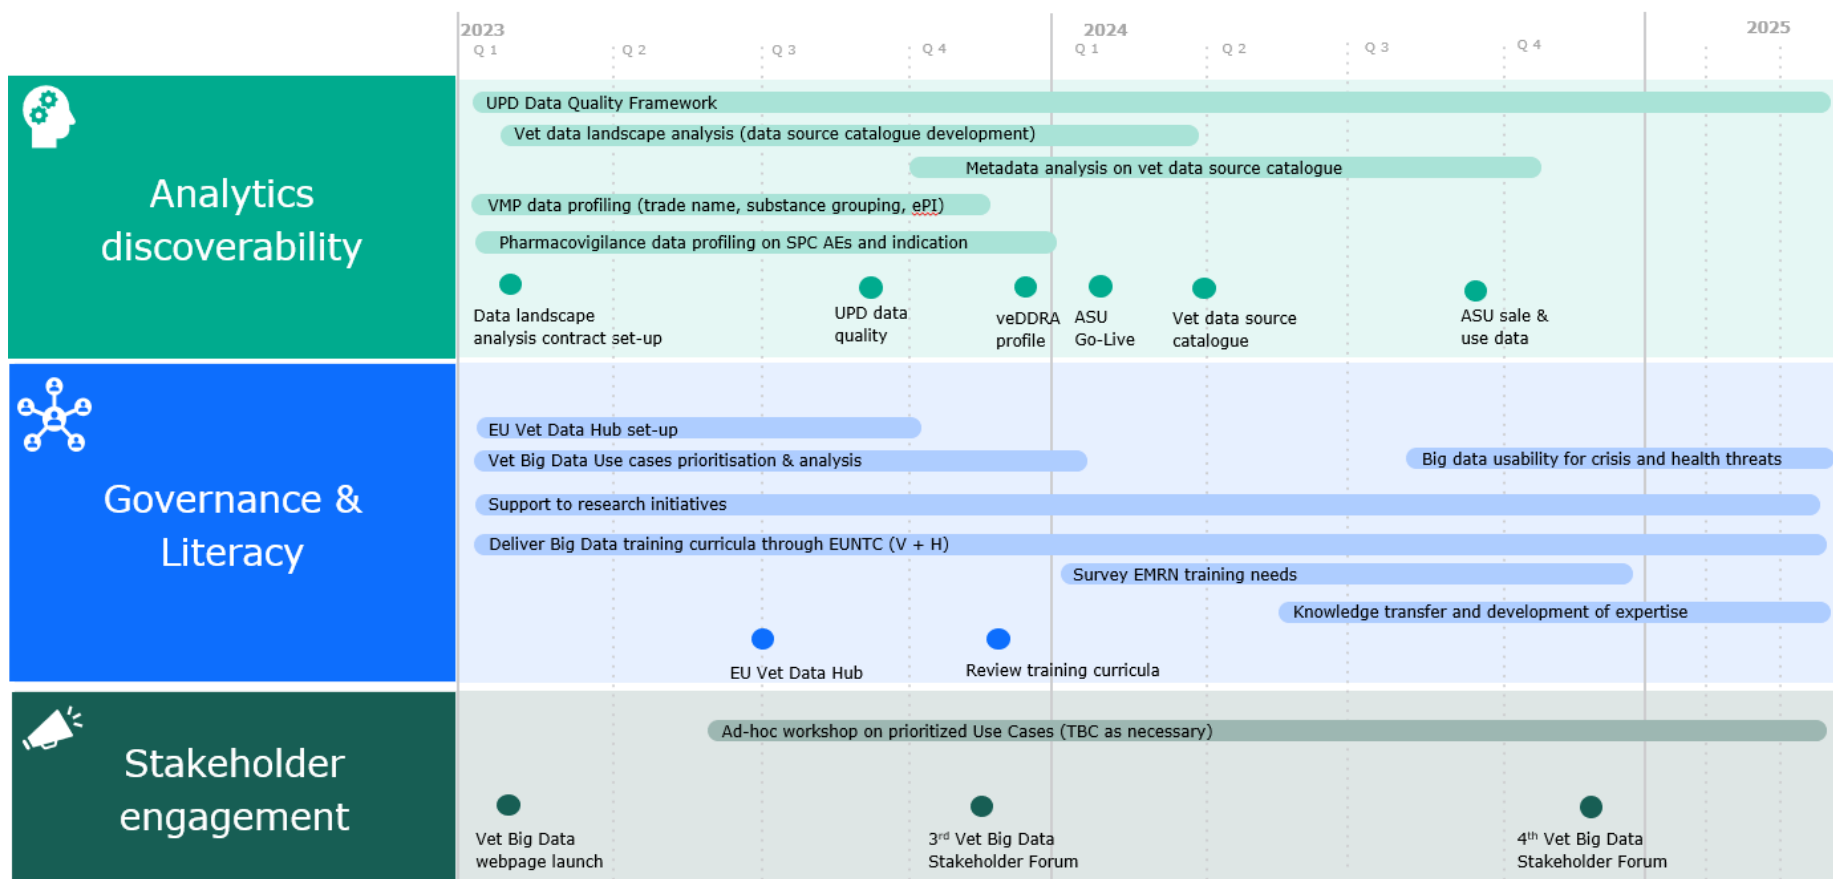 2023
2024
2025
Q 1
Q 2
Q 3
Q 4
Q 1
Q 2
Q 3
Q 4
Analytics
discoverability
UPD Data Quality Framework
Vet data landscape analysis (data source catalogue development)
Metadata analysis on vet data source catalogue
VMP data profiling (trade name, substance grouping, ePI)
Pharmacovigilance data profiling on SPC AEs and indication
Data landscape
analysis contract set-up
UPD data
quality
veDDRA
profile
ASU
Go-Live
Vet data source
catalogue
ASU sale &
use data
Governance &
Literacy
EU Vet Data Hub set-up
Vet Big Data Use cases prioritisation & analysis
Big data usability for crisis and health threats
Support to research initiatives
Deliver Big Data training curricula through EUNTC (V + H)
Survey EMRN training needs
Knowledge transfer and development of expertise
EU Vet Data Hub
Review training curricula
Stakeholder
engagement
Ad-hoc workshop on prioritized Use Cases (TBC as necessary)
Vet Big Data
webpage launch
3rd Vet Big Data
Stakeholder Forum
4th Vet Big Data
Stakeholder Forum